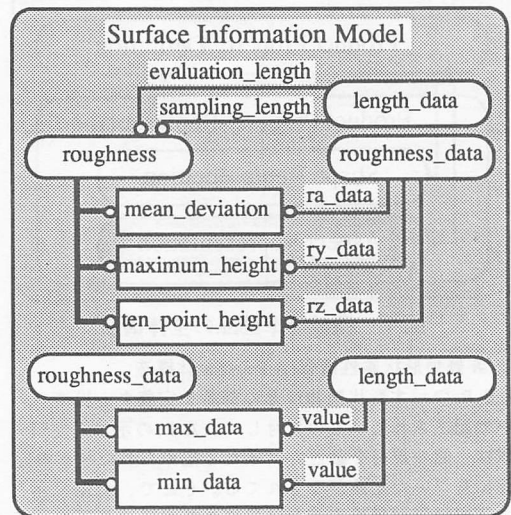 Surface Information Model
evaluation_length
sampling_length
length_data
roughness
roughness_data
mean_deviation
ra_data
maximum_height
ry_data
ten_point_height
rz_data
roughness_data
length_data
max_data
value
min_data
value